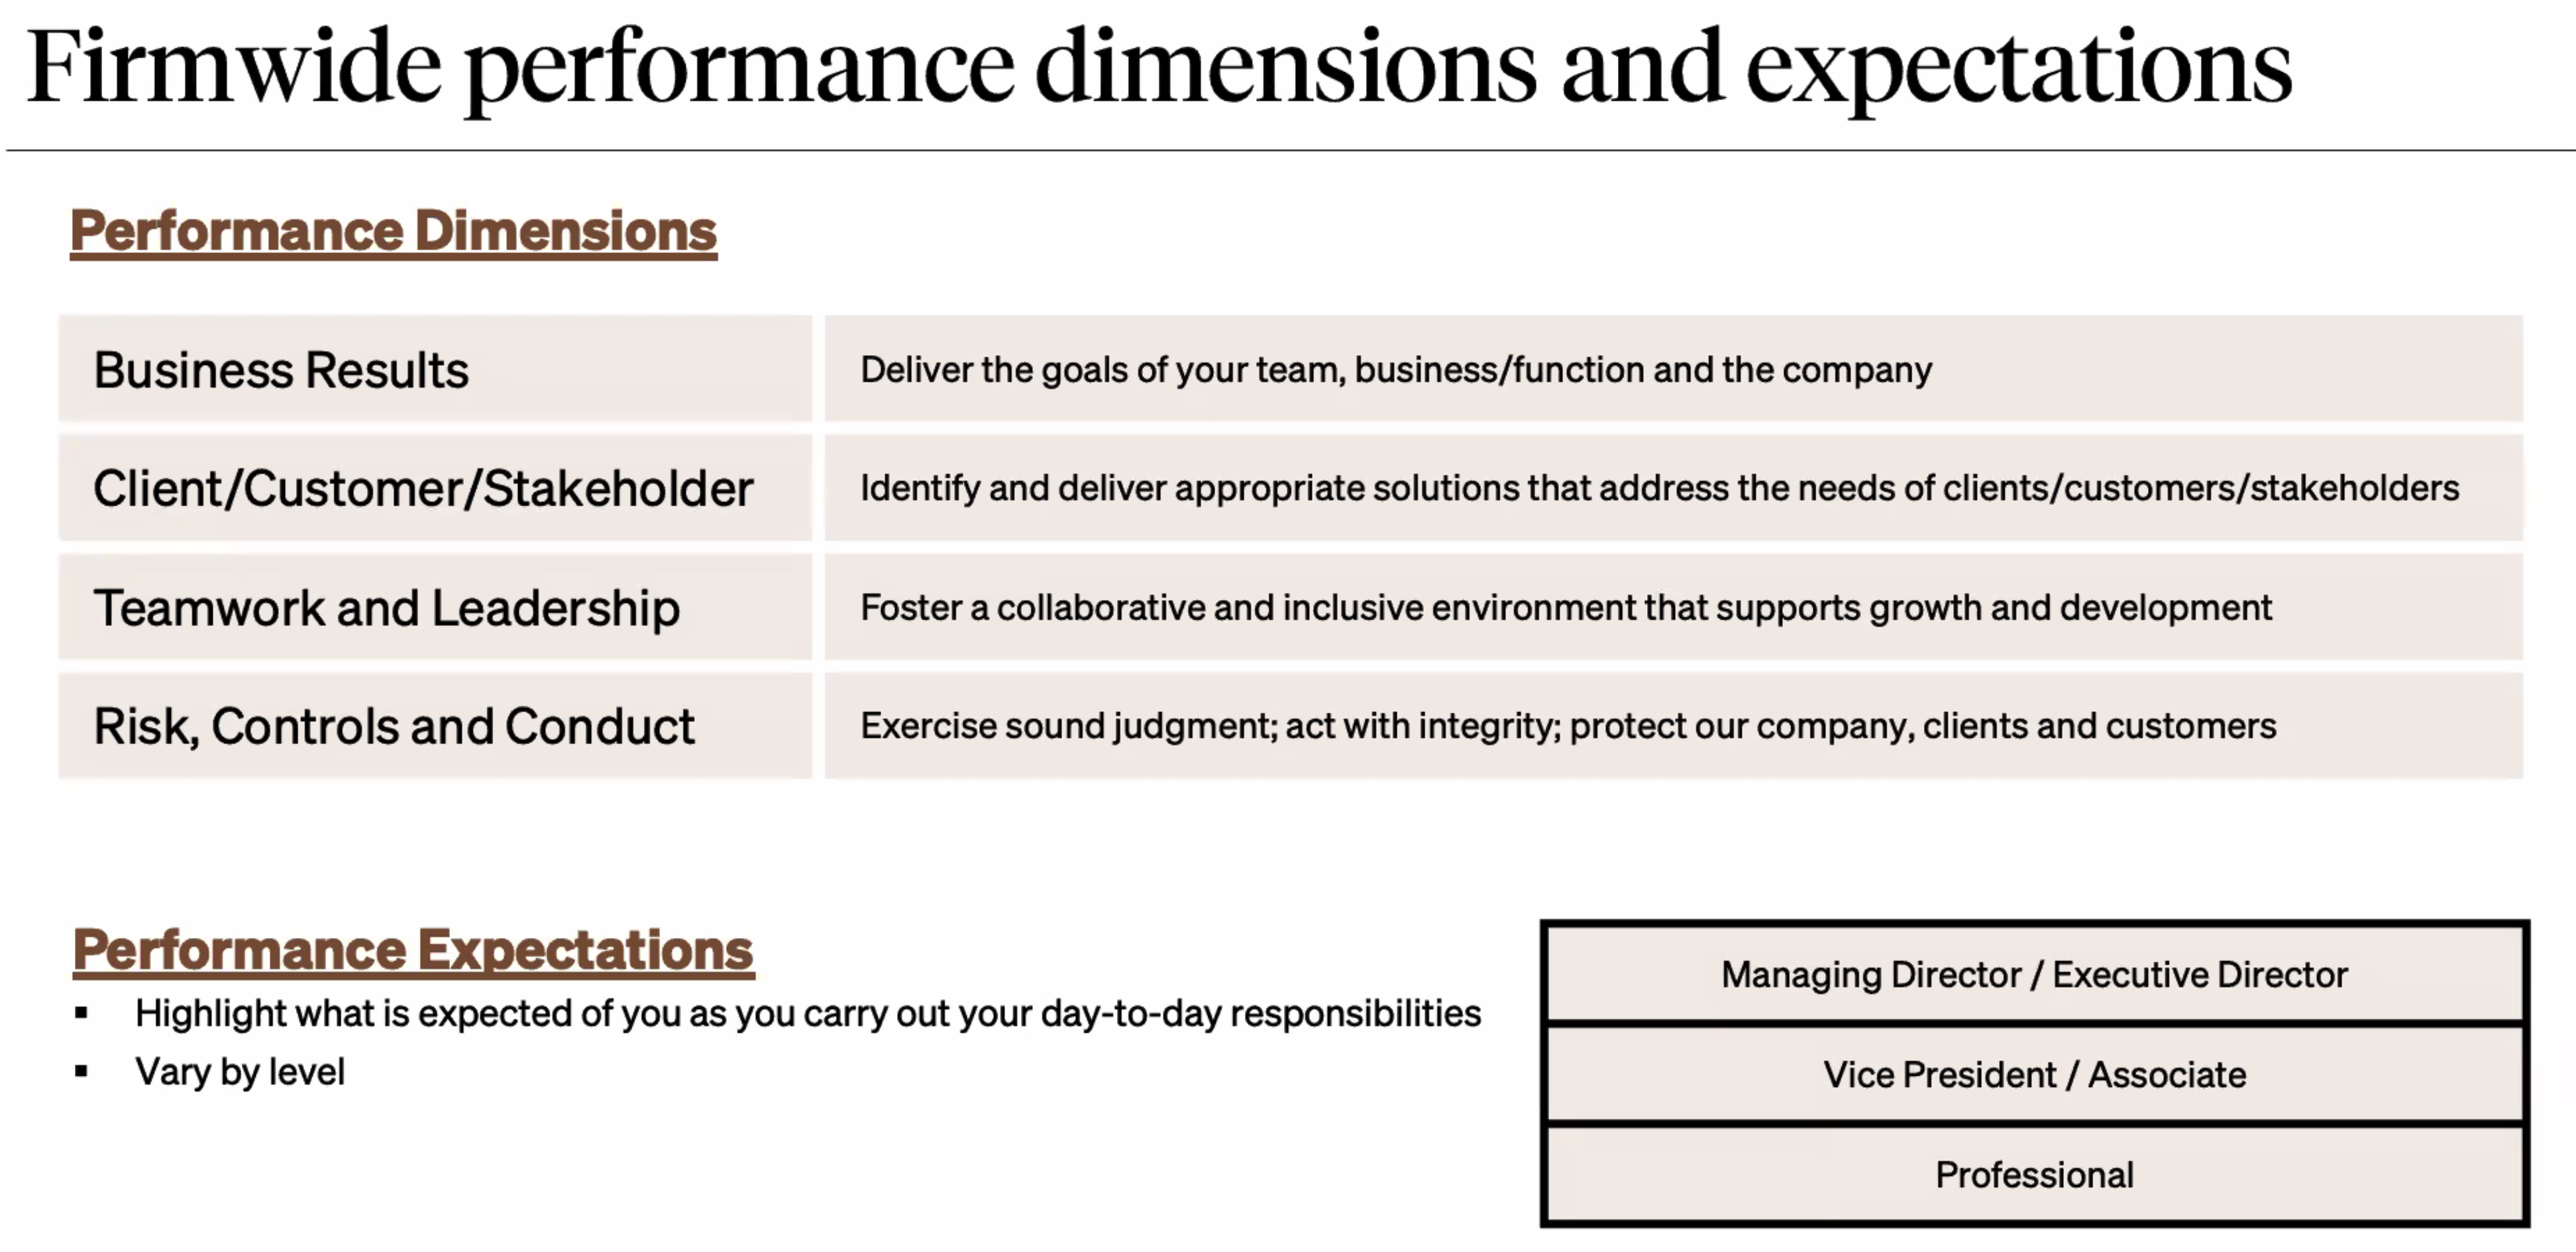 Firmwide performance dimensions and expectations
Performance Dimensions
Business Results
Deliver the goals of your team, business/function and the company
Client/Customer/Stakeholder
Identify and deliver appropriate solutions that address the needs of clients/customers/stakeholders
Teamwork and Leadership
Foster a collaborative and inclusive environment that supports growth and development
Risk, Controls and Conduct
Exercise sound judgment; act with integrity; protect our company, clients and customers
Performance Expectations
▪ Highlight what is expected of you as you carry out your day-to-day responsibilities
▪ Vary by level
Managing Director / Executive Director
Vice President / Associate
Professional